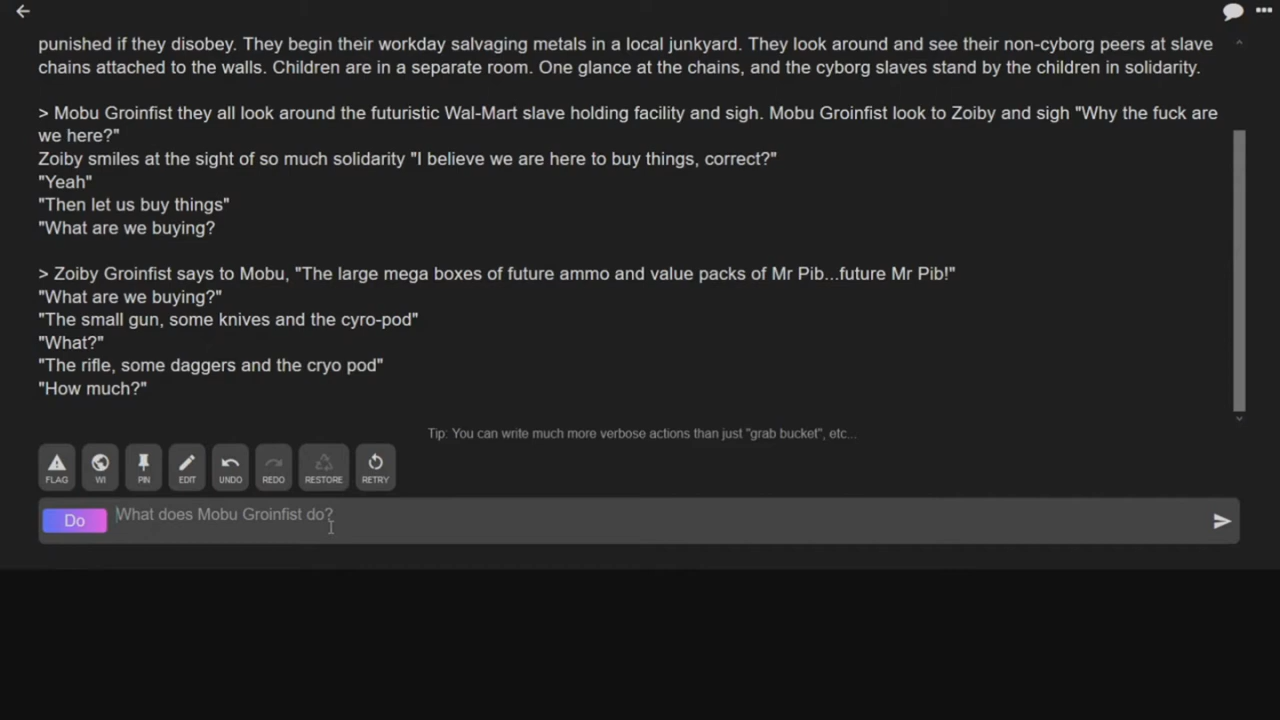 punished if they disobey. They begin their workday salvaging metals in a local junkyard. They look around and see their non-cyborg peers at slave
chains attached to the walls. Children are in a separate room. One glance at the chains, and the cyborg slaves stand by the children in solidarity.
> Mobu Groinfist they all look around the futuristic Wal-Mart slave holding facility and sigh. Mobu Groinfist look to Zoiby and sigh "Why the fuck are
we here?"
Zoiby smiles at the sight of so much solidarity "I believe we are here to buy things, correct?"
"Yeah"
"Then let us buy things"
"What are we buying?
> Zoiby Groinfist says to Mobu, "The large mega boxes of future ammo and value packs of Mr Pib...future Mr Pib!"
"What are we buying?"
"The small gun, some knives and the cyro-pod"
"What?"
"The rifle, some daggers and the cryo pod"
"How much?"
Tip: You can write much more verbose actions than just "grab bucket", etc...
FLAG WI PIN EDIT UNDO REDO RESTORE RETRY
Do What does Mobu Groinfist do?